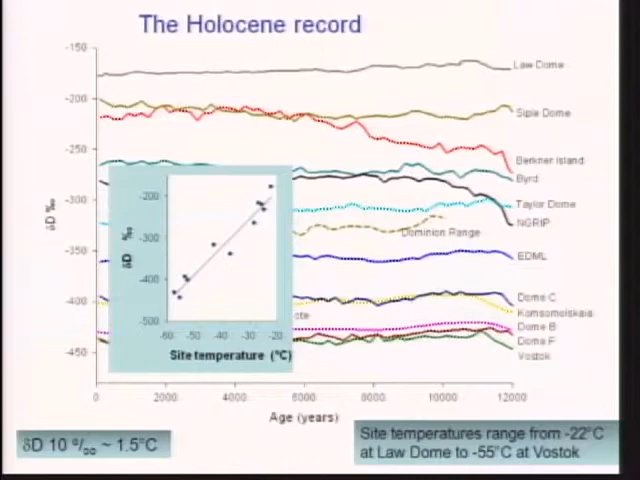 The Holocene record
-150
-200
-250
-300
-350
-400
-450
δD ‰
0
2000
4000
6000
8000
10000
12000
Age (years)
Law Dome
Siple Dome
Berkner Island
Byrd
Taylor Dome
NGRIP
Dominion Range
EDML
Dome C
Komsomolskaia
Dome B
Dome F
Vostok
-200
-300
-400
-500
δD ‰
-60
-50
-40
-30
-20
Site temperature (°C)
δD 10 º/ₒₒ ~ 1.5°C
Site temperatures range from -22°C
at Law Dome to -55°C at Vostok